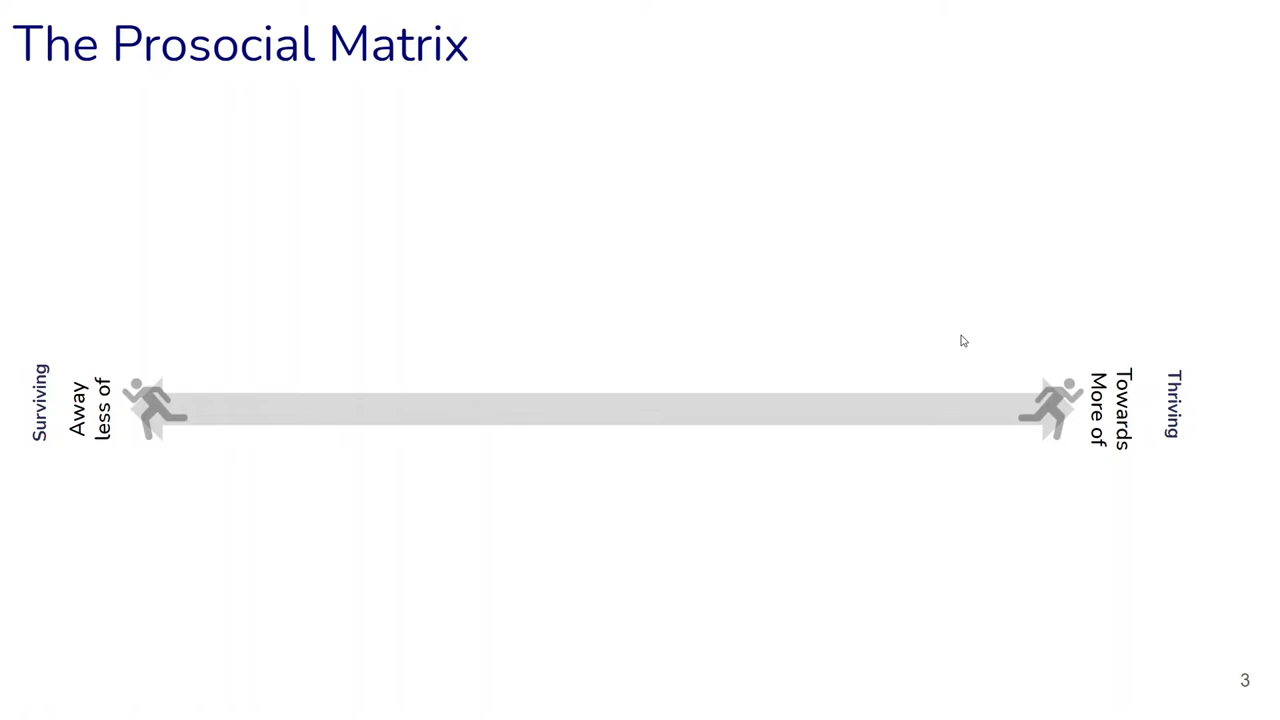 The Prosocial Matrix
Surviving
Away
less of
Towards
More of
Thriving
3